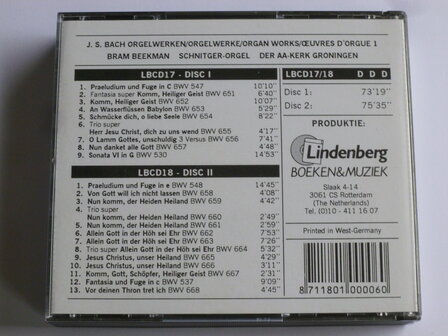 J. S. BACH ORGELWERKEN/ORGELWERKE/ORGAN WORKS/ŒUVRES D'ORGUE 1
BRAM BEEKMAN SCHNITGER-ORGEL DER AA-KERK GRONINGEN
LBCD17 - DISC I
1. Praeludium und Fuge in C BWV 547 10'10"
2. Fantasia super Komm, Heiliger Geist BWV 651 6'40"
3. Komm, Heiliger Geist BWV 652 10'07"
4. An Wasserflüssen Babylon BWV 653 5'29"
5. Schmücke dich, o liebe Seele BWV 654 8'22"
6. Trio super
Herr Jesu Christ, dich zu uns wend BWV 655 4'17"
7. O Lamm Gottes, unschuldig 3 Versus BWV 656 7'41"
8. Nun danket alle Gott BWV 657 4'41"
9. Sonata VI in G BWV 530 14'53"
LBCD18 - DISC II
1. Praeludium und Fuge in e BWV 548 14'45"
2. Von Gott will ich nicht lassen BWV 658 4'08"
3. Nun komm, der Heiden Heiland BWV 659 4'29"
4. Trio super
Nun komm, der Heiden Heiland BWV 660 2'49"
5. Nun komm, der Heiden Heiland BWV 661 2'59"
6. Allein Gott in der Höh sei Ehr BWV 662 7'53"
7. Allein Gott in der Höh sei Ehr BWV 663 7'26"
8. Trio super Allein Gott in der Höh sei Ehr BWV 664 5'32"
9. Jesus Christus, unser Heiland BWV 665 4'29"
10. Jesus Christus, unser Heiland BWV 666 3'24"
11. Komm, Gott, Schöpfer, Heiliger Geist BWV 667 2'31"
12. Fantasia und Fuge in c BWV 537 9'09"
13. Vor deinen Thron tret ich BWV 668 4'45"
LBCD17/18 D D D
Disc 1: 73'19"
Disc 2: 75'35"
PRODUKTIE:
Lindenberg
BOEKEN&MUZIEK
Slaak 4-14
3061 CS Rotterdam
(The Netherlands)
Tel. (0)10 - 411 16 07
Printed in West-Germany
8 711801 000060